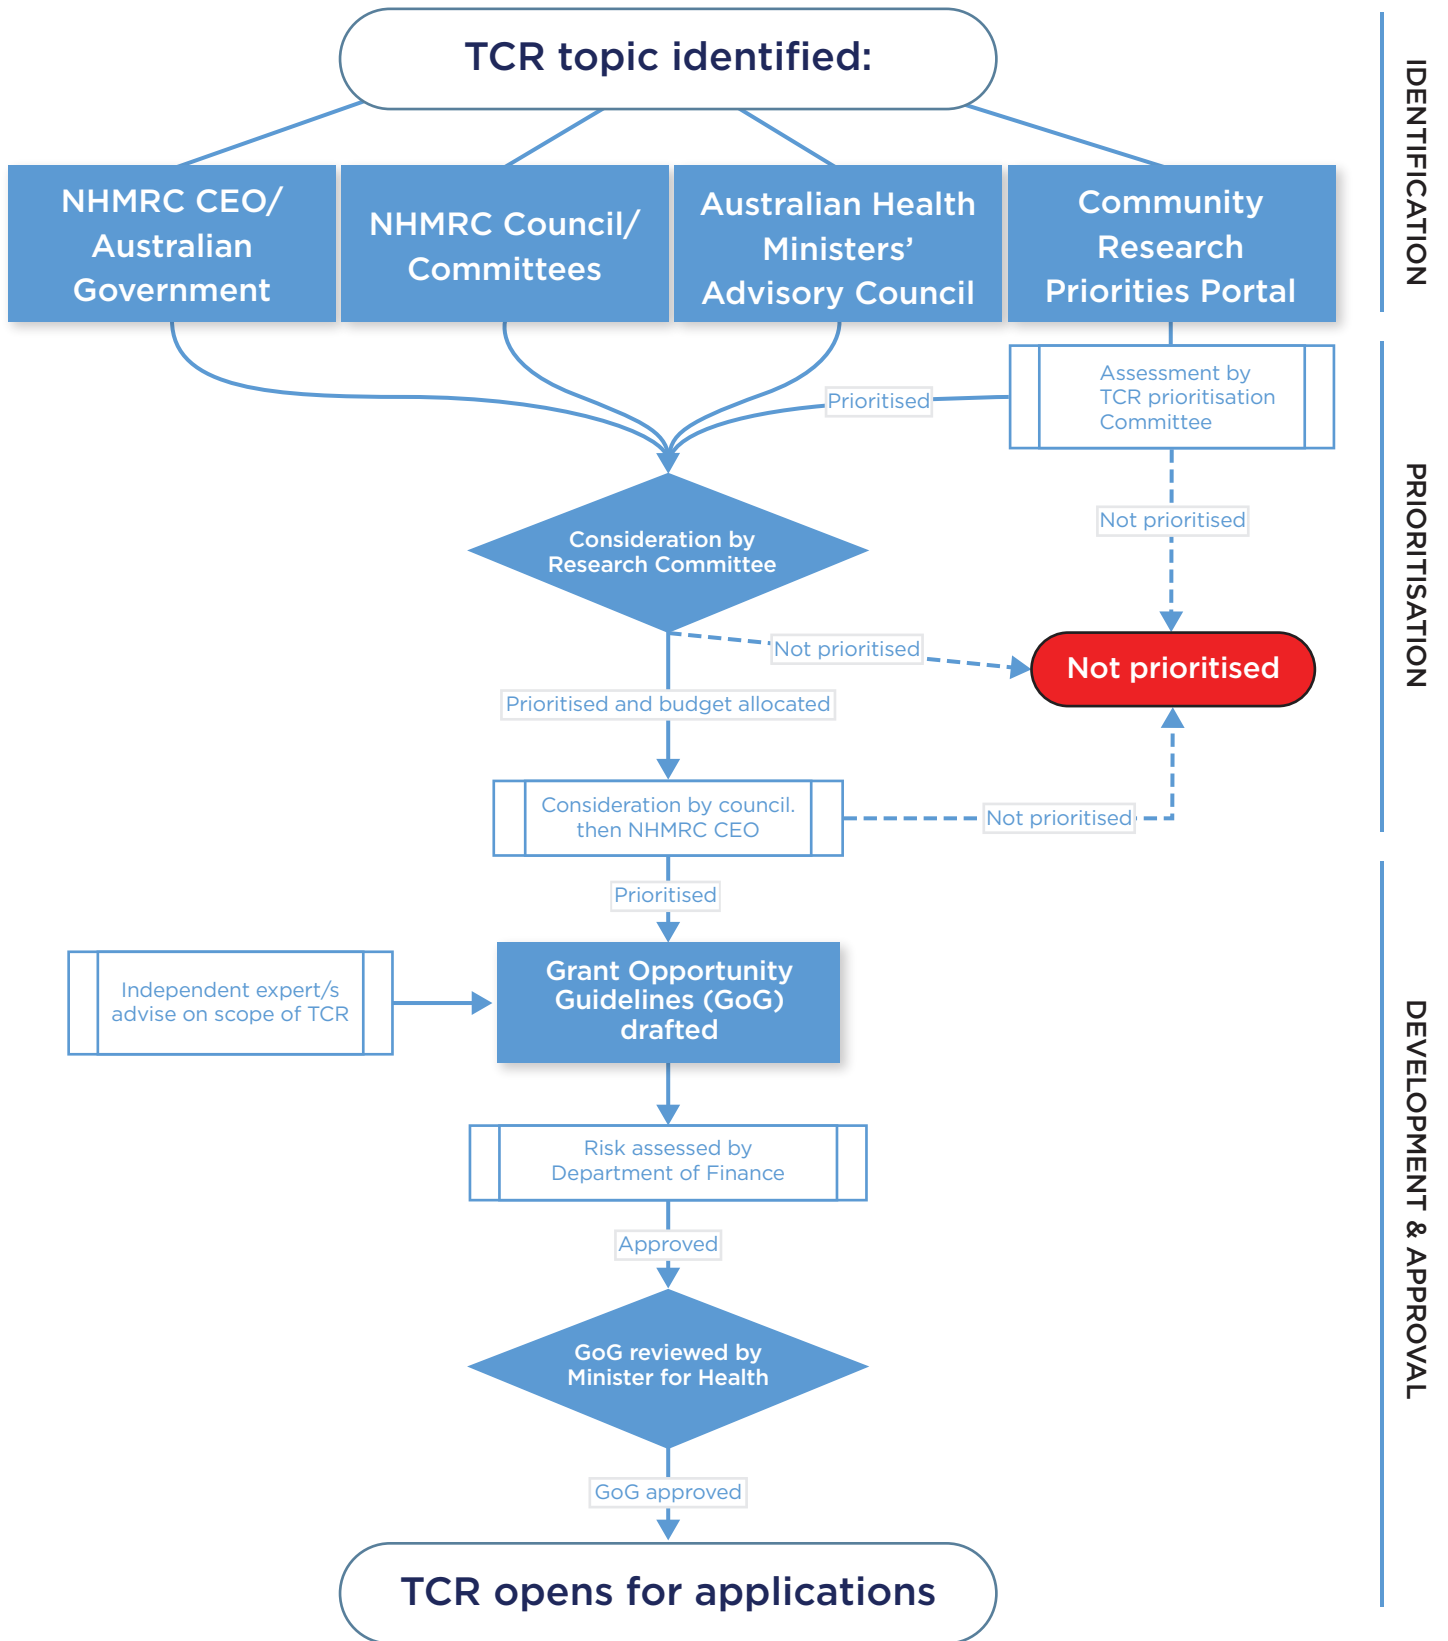 TCR topic identified:
NHMRC CEO/
Australian
Government
NHMRC Council/
Committees
Australian Health
Ministers’
Advisory Council
Community
Research
Priorities Portal
IDENTIFICATION
Assessment by
TCR prioritisation
Committee
Prioritised
Not prioritised
Consideration by
Research Committee
Not prioritised
Not prioritised
Prioritised and budget allocated
Consideration by council.
then NHMRC CEO
Not prioritised
PRIORITISATION
Prioritised
Independent expert/s
advise on scope of TCR
Grant Opportunity
Guidelines (GoG)
drafted
Risk assessed by
Department of Finance
Approved
GoG reviewed by
Minister for Health
GoG approved
TCR opens for applications
DEVELOPMENT & APPROVAL